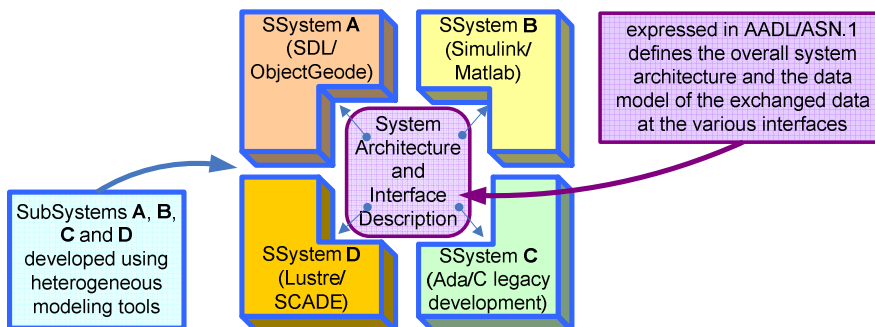 SSystem A
(SDL/
ObjectGeode)
SSystem B
(Simulink/
Matlab)
expressed in AADL/ASN.1
defines the overall system
architecture and the data
model of the exchanged data
at the various interfaces
System
Architecture
and
Interface
Description
SubSystems A, B,
C and D
developed using
heterogeneous
modeling tools
SSystem D
(Lustre/
SCADE)
SSystem C
(Ada/C legacy
development)